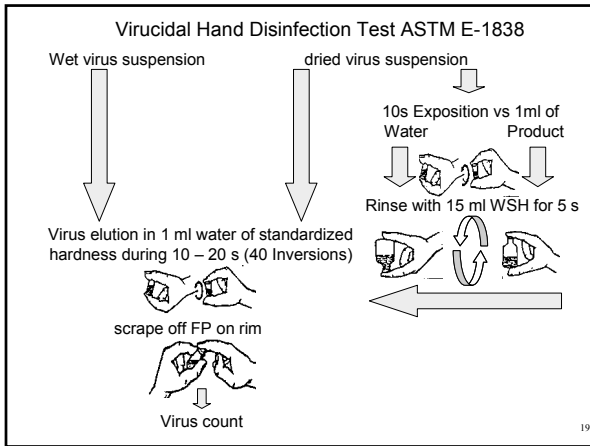 Virucidal Hand Disinfection Test ASTM E-1838
Wet virus suspension
dried virus suspension
10s Exposition vs 1ml of
Water Product
Rinse with 15 ml WSH for 5 s
Virus elution in 1 ml water of standardized
hardness during 10 – 20 s (40 Inversions)
scrape off FP on rim
Virus count
19